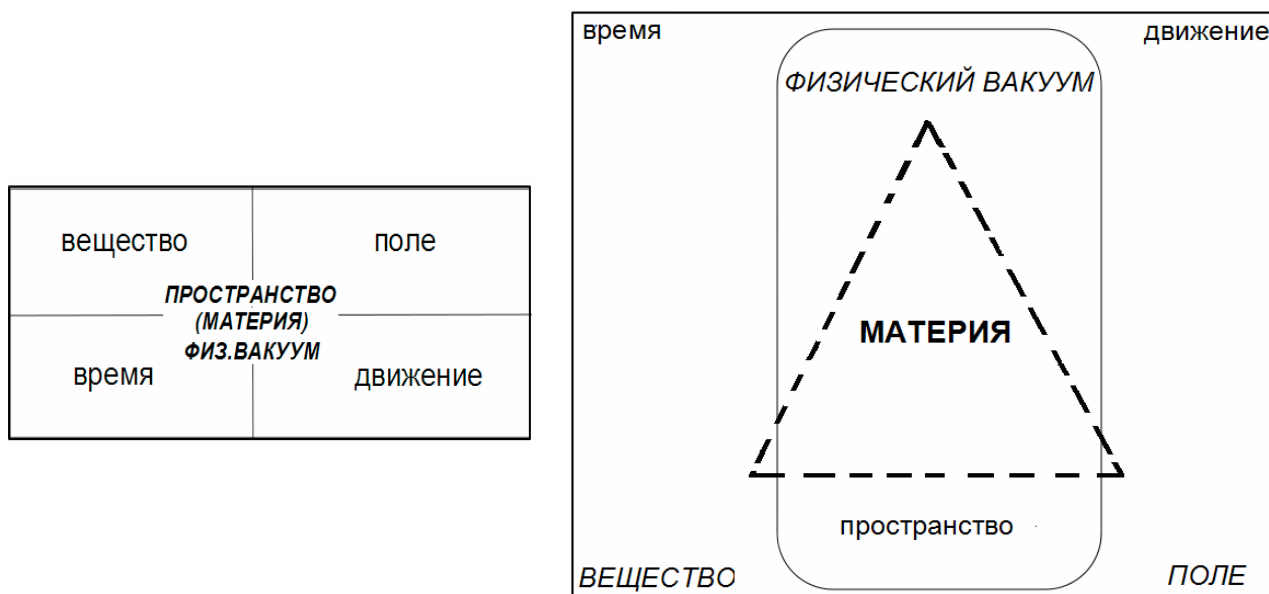 вещество
поле
ПРОСТРАНСТВО
(МАТЕРИЯ)
ФИЗ.ВАКУУМ
время
движение
время
движение
ФИЗИЧЕСКИЙ ВАКУУМ
МАТЕРИЯ
пространство
ВЕЩЕСТВО
ПОЛЕ